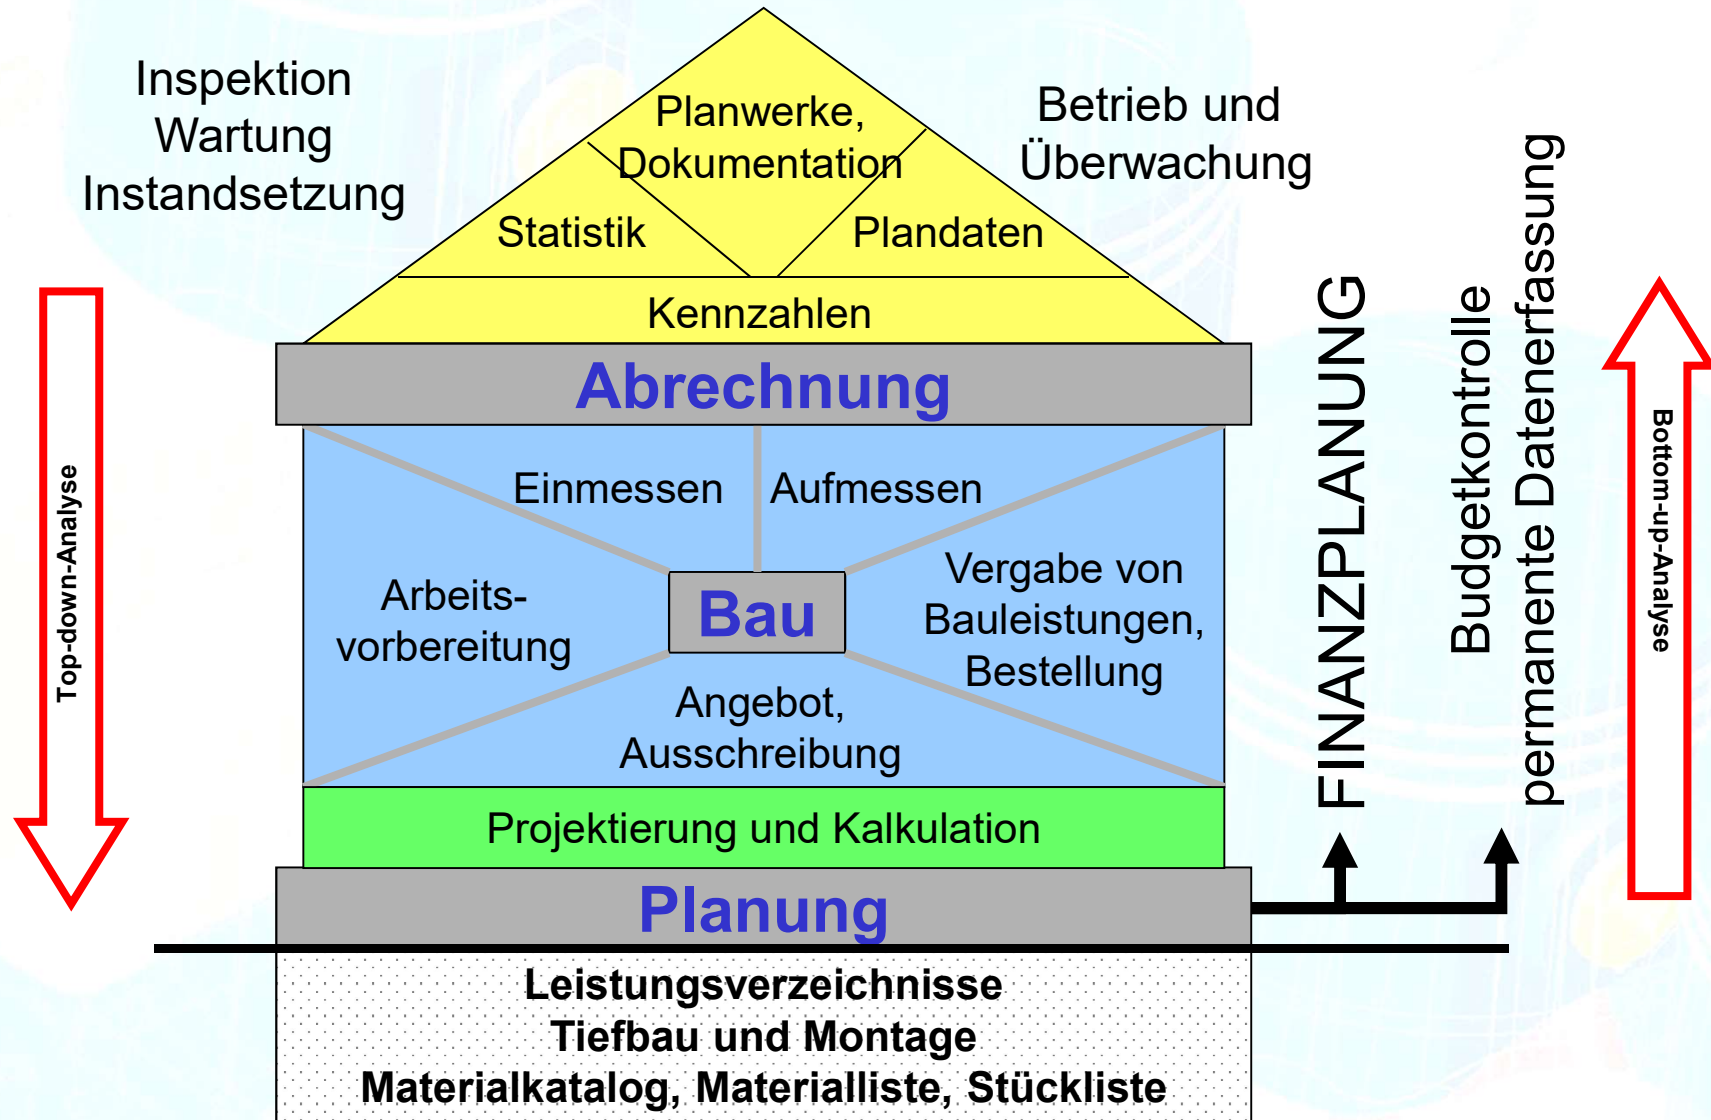 Inspektion
Wartung
Instandsetzung
Planwerke,
Dokumentation
Betrieb und
Überwachung
Statistik
Plandaten
Kennzahlen
Abrechnung
Einmessen
Aufmessen
Arbeits-
vorbereitung
Bau
Vergabe von
Bauleistungen,
Bestellung
Angebot,
Ausschreibung
Projektierung und Kalkulation
Planung
Leistungsverzeichnisse
Tiefbau und Montage
Materialkatalog, Materialliste, Stückliste
Top-down-Analyse
FINANZPLANUNG
Budgetkontrolle
permanente Datenerfassung
Bottom-up-Analyse